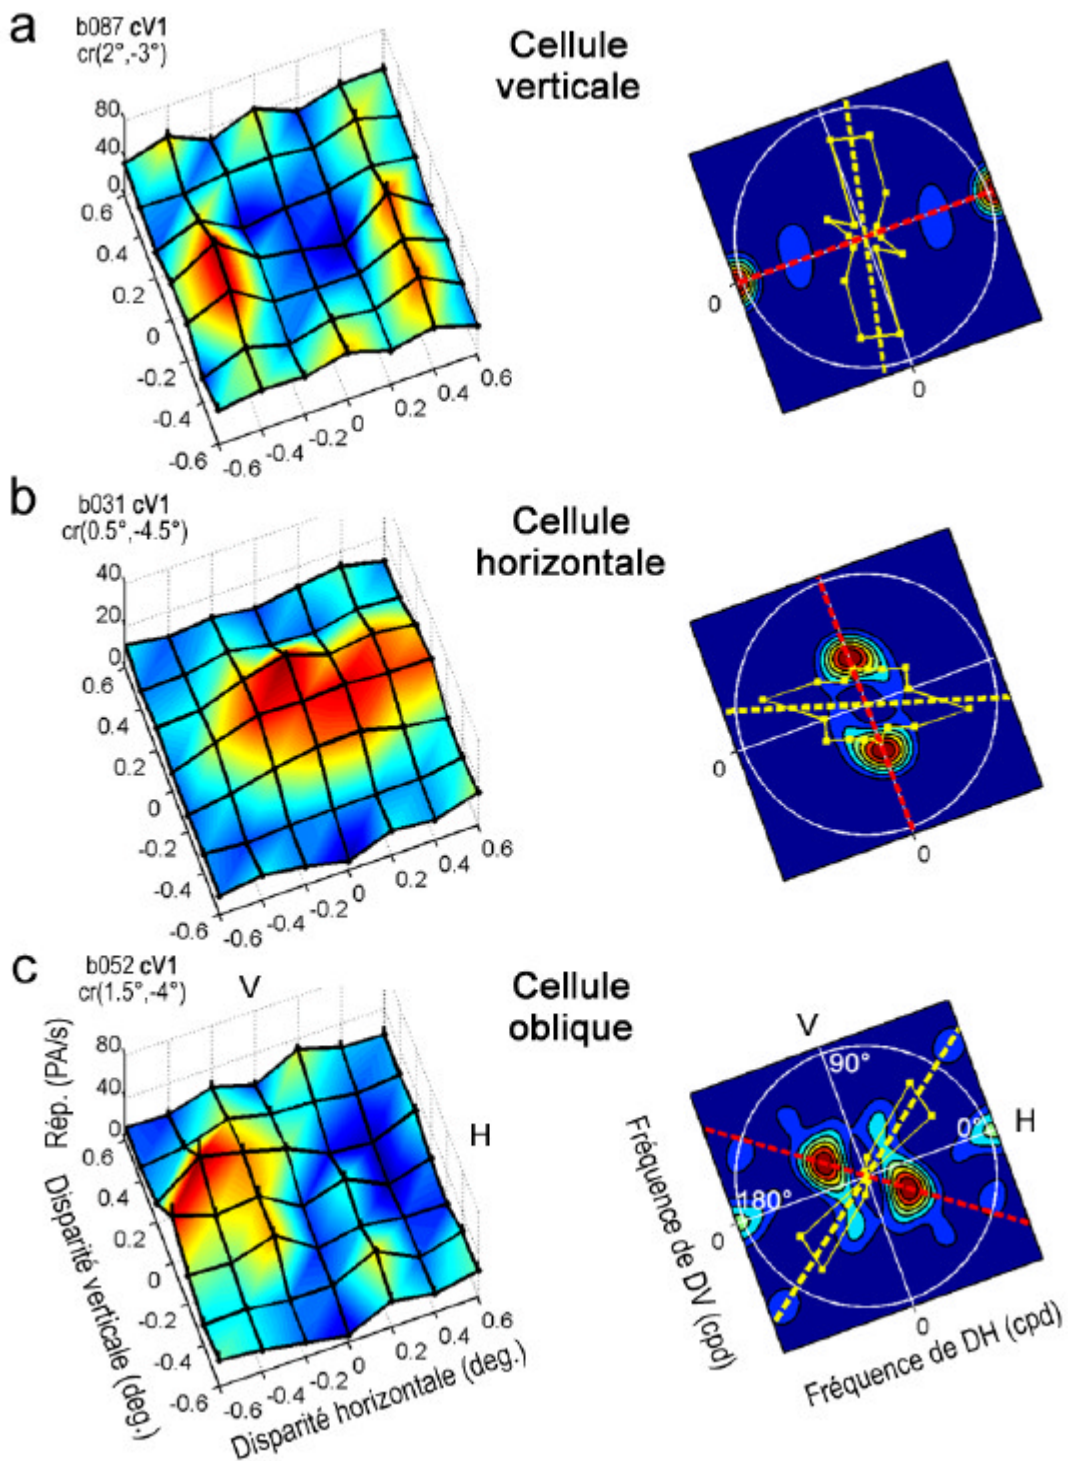 a
b087 cV1
cr(2°,-3°)
Cellule
verticale
80
40
0
0.6
0.4
0.2
0
-0.2
-0.4
-0.6
-0.6
-0.4
-0.2
0
0.2
0.4
0.6
0
0
b
b031 cV1
cr(0.5°,-4.5°)
Cellule
horizontale
40
20
0
0.6
0.4
0.2
0
-0.2
-0.4
-0.6
-0.6
-0.4
-0.2
0
0.2
0.4
0.6
0
0
c
b052 cV1
cr(1.5°,-4°)
Cellule
oblique
V
H
Rép. (PA/s)
80
40
0
0.6
0.4
0.2
0
-0.2
-0.4
-0.6
-0.6
-0.4
-0.2
0
0.2
0.4
0.6
Disparité verticale (deg.)
Disparité horizontale (deg.)
V
90°
0°
H
180°
0
0
Fréquence de DV (cpd)
Fréquence de DH (cpd)